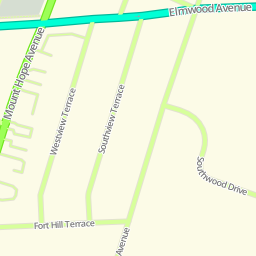 Elmwood Avenue
Mount Hope Avenue
Westview Terrace
Southview Terrace
Southwood Drive
Fort Hill Terrace
Avenue